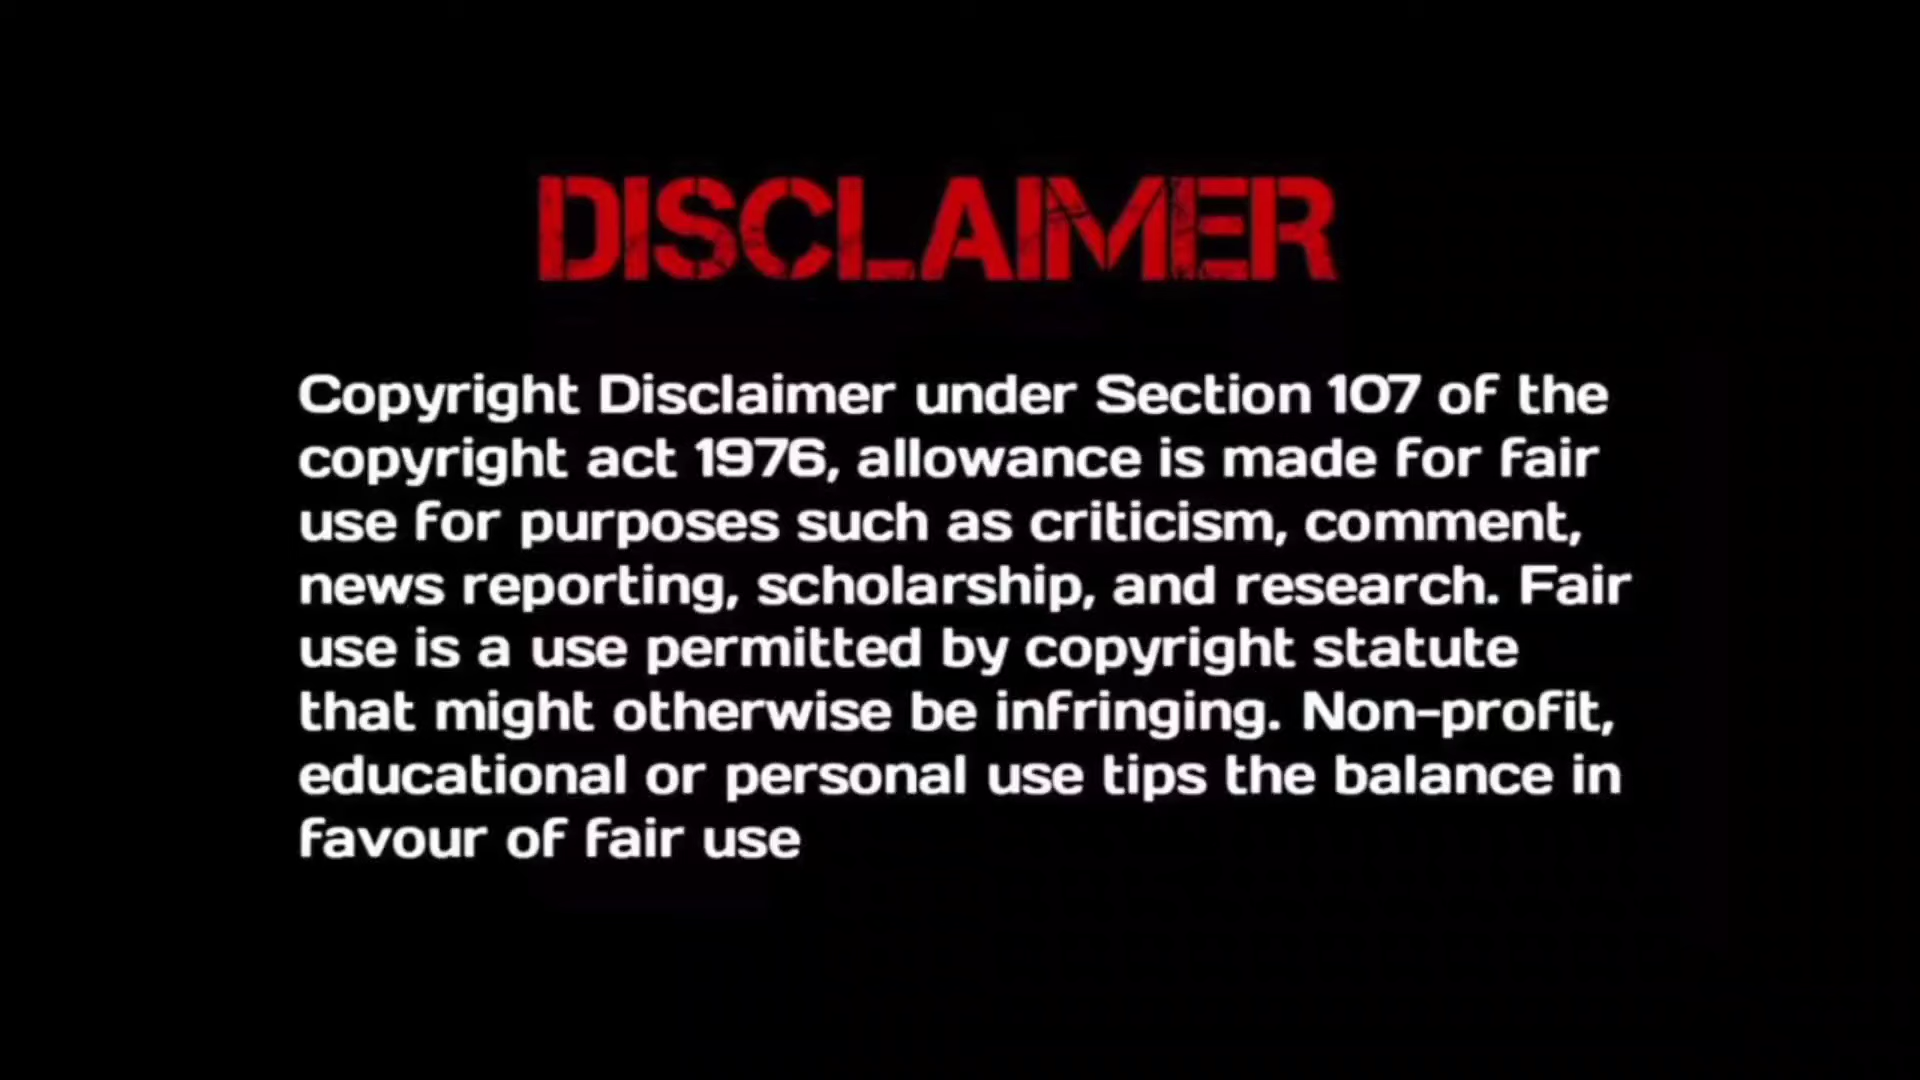 DISCLAIMER
Copyright Disclaimer under Section 107 of the
copyright act 1976, allowance is made for fair
use for purposes such as criticism, comment,
news reporting, scholarship, and research. Fair
use is a use permitted by copyright statute
that might otherwise be infringing. Non-profit,
educational or personal use tips the balance in
favour of fair use